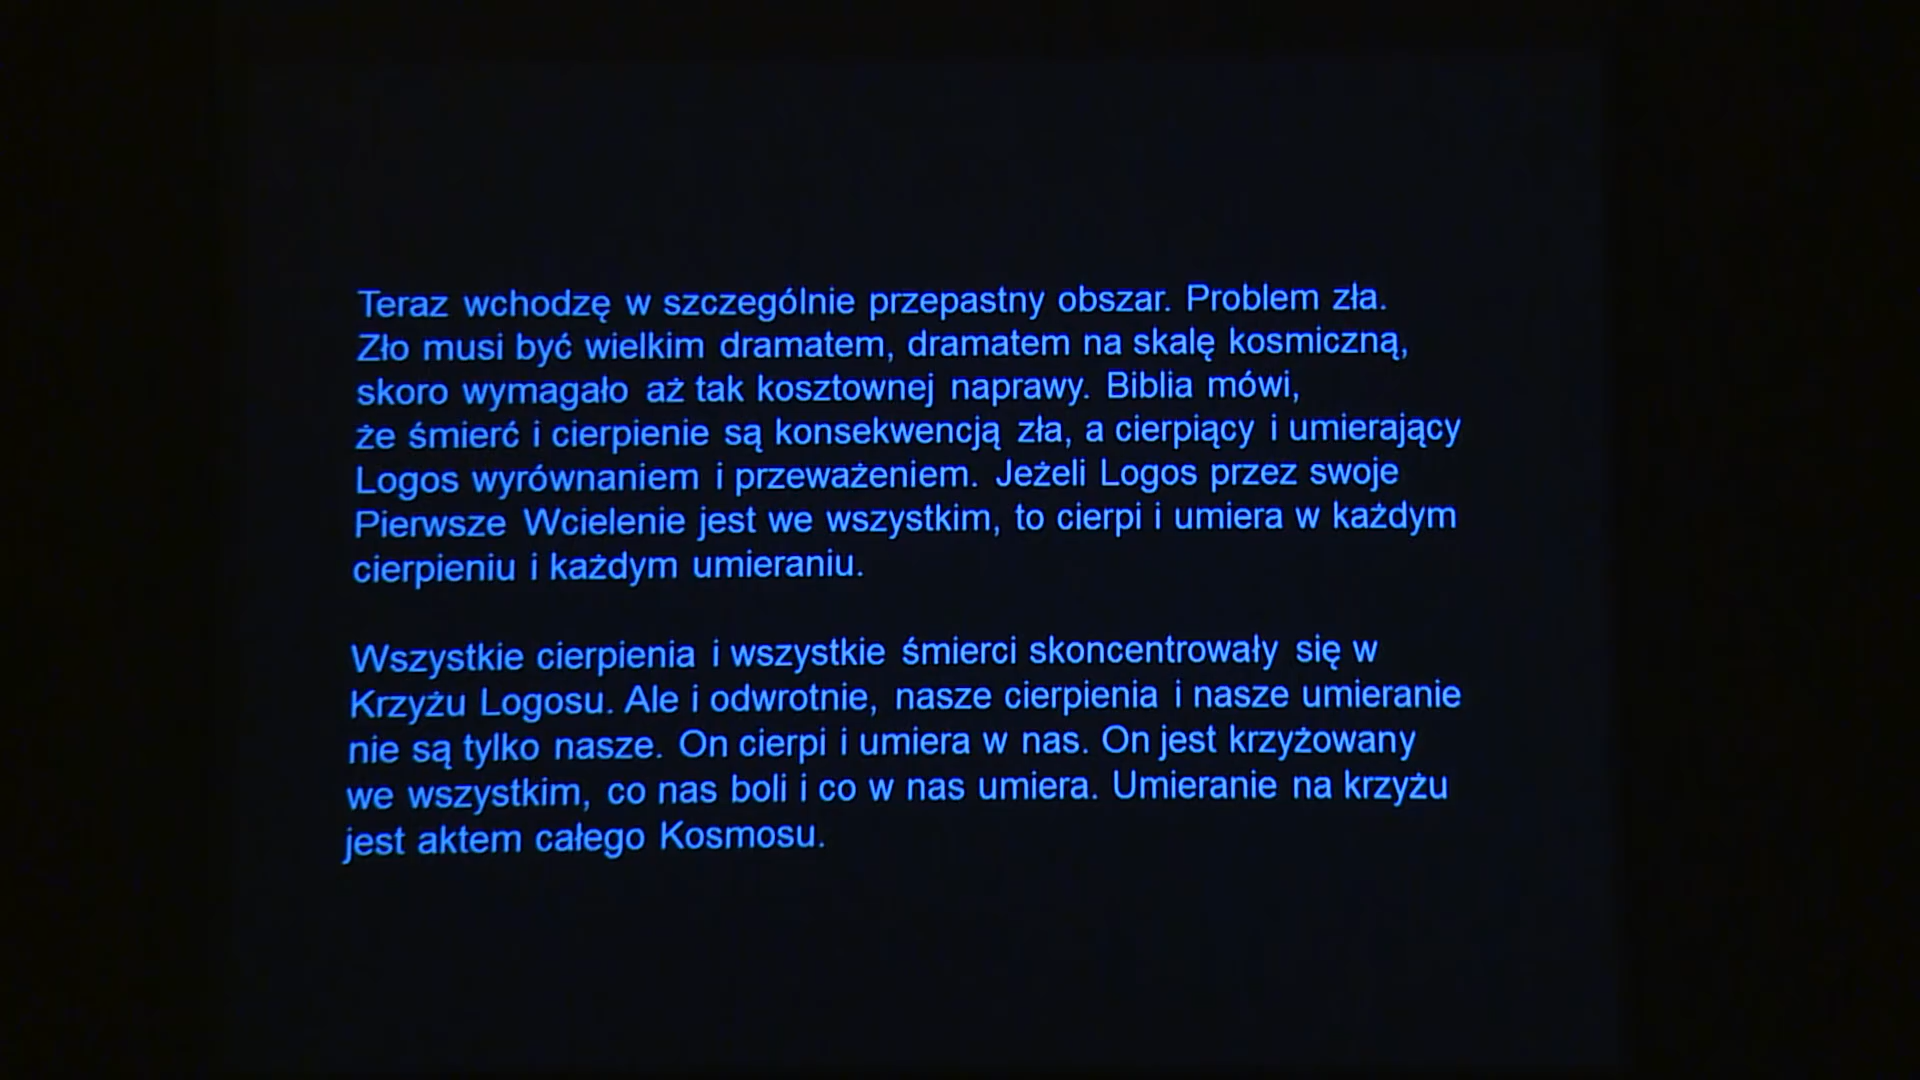 Teraz wchodzę w szczególnie przepastny obszar. Problem zła.
Zło musi być wielkim dramatem, dramatem na skalę kosmiczną,
skoro wymagało aż tak kosztownej naprawy. Biblia mówi,
że śmierć i cierpienie są konsekwencją zła, a cierpiący i umierający
Logos wyrównaniem i przeważeniem. Jeżeli Logos przez swoje
Pierwsze Wcielenie jest we wszystkim, to cierpi i umiera w każdym
cierpieniu i każdym umieraniu.
Wszystkie cierpienia i wszystkie śmierci skoncentrowały się w
Krzyżu Logosu. Ale i odwrotnie, nasze cierpienia i nasze umieranie
nie są tylko nasze. On cierpi i umiera w nas. On jest krzyżowany
we wszystkim, co nas boli i co w nas umiera. Umieranie na krzyżu
jest aktem całego Kosmosu.